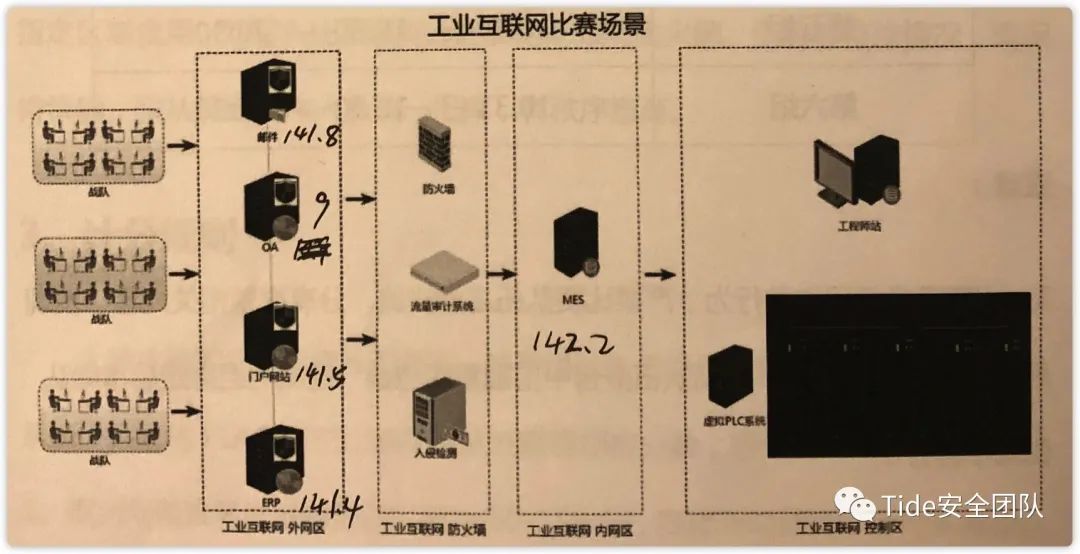 工业互联网比赛场景
战队
战队
战队
邮件
141.8
OA
9
门户网站
141.5
ERP
141.4
工业互联网 外网区
防火墙
流量审计系统
入侵检测
工业互联网 防火墙
MES
142.2
工业互联网 内网区
工程师站
虚拟PLC系统
工业互联网 控制区
Tide安全团队